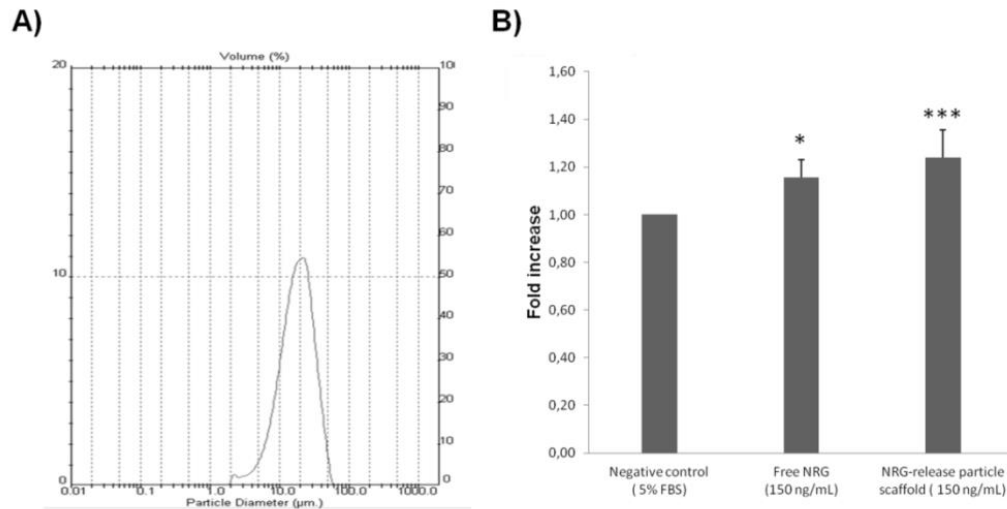 A)
Volume (%)
20
10
0
100
90
80
70
60
50
40
30
20
10
0
0.01 0.1 1.0 10.0 100.0 1000.0
Particle Diameter (µm.)
B)
Fold increase
1,60
1,40
1,20
1,00
0,80
0,60
0,40
0,20
0,00
*
***
Negative control
( 5% FBS)
Free NRG
(150 ng/mL)
NRG-release particle
scaffold ( 150 ng/mL)